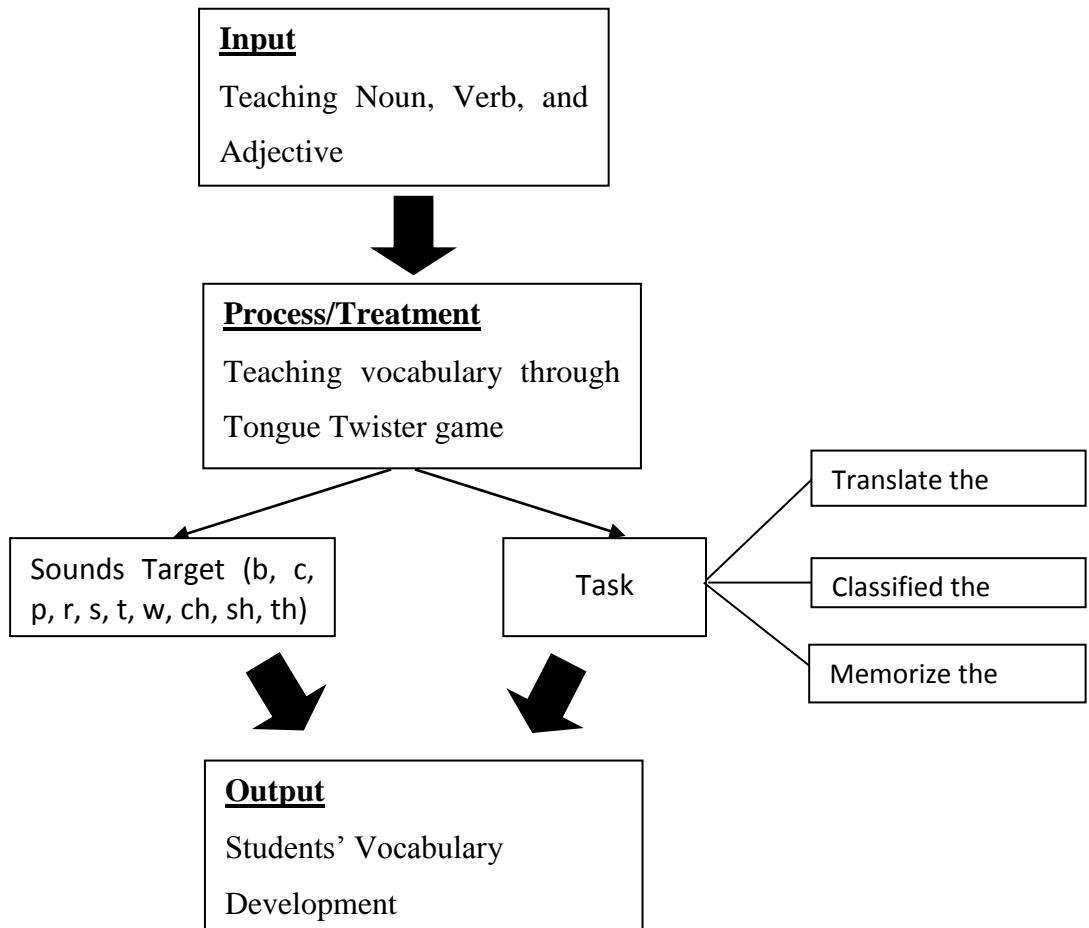 Input
Teaching Noun, Verb, and
Adjective
Process/Treatment
Teaching vocabulary through
Tongue Twister game
Sounds Target (b, c,
p, r, s, t, w, ch, sh, th)
Task
Translate the
Classified the
Memorize the
Output
Students’ Vocabulary
Development